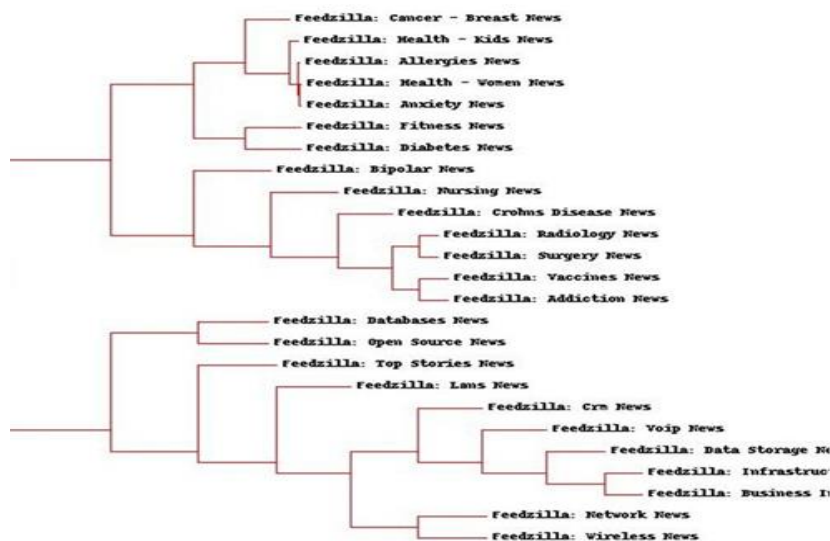 Feedzilla: Cancer - Breast News
Feedzilla: Health - Kids News
Feedzilla: Allergies News
Feedzilla: Health - Women News
Feedzilla: Anxiety News
Feedzilla: Fitness News
Feedzilla: Diabetes News
Feedzilla: Bipolar News
Feedzilla: Nursing News
Feedzilla: Crohns Disease News
Feedzilla: Radiology News
Feedzilla: Surgery News
Feedzilla: Vaccines News
Feedzilla: Addiction News
Feedzilla: Databases News
Feedzilla: Open Source News
Feedzilla: Top Stories News
Feedzilla: Lans News
Feedzilla: Crm News
Feedzilla: Voip News
Feedzilla: Data Storage Ne
Feedzilla: Infrastruct
Feedzilla: Business In
Feedzilla: Network News
Feedzilla: Wireless News